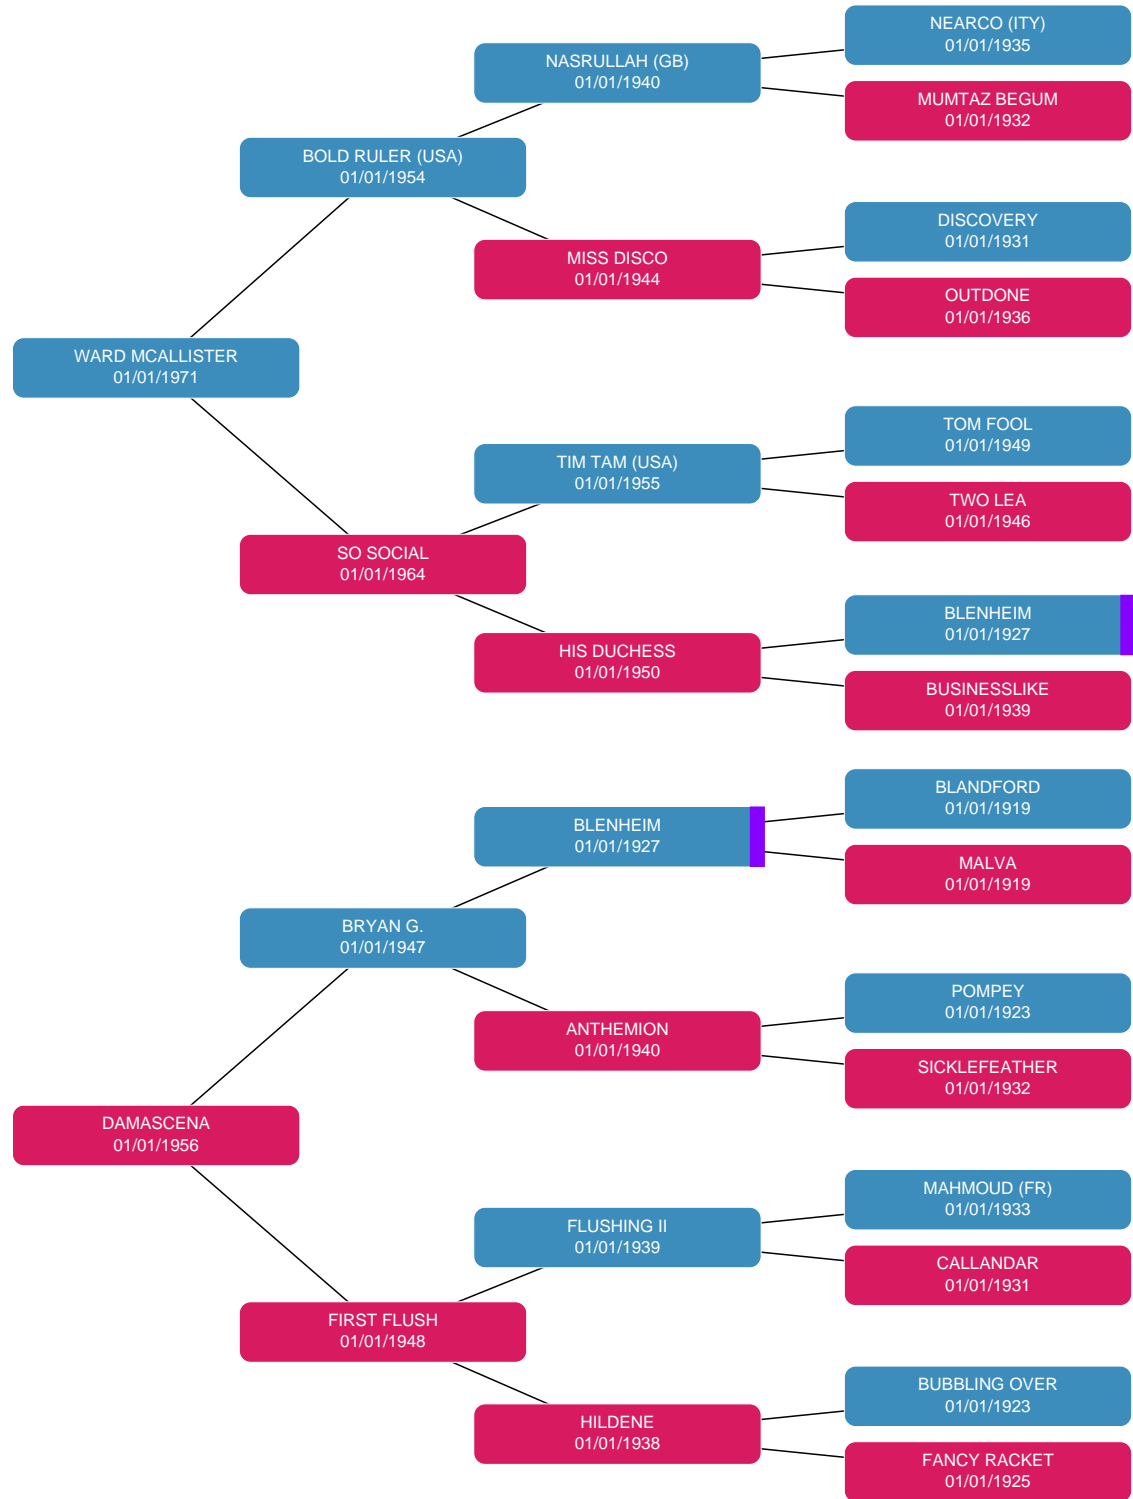 NEARCO (ITY)
01/01/1935
NASRULLAH (GB)
01/01/1940
MUMTAZ BEGUM
01/01/1932
BOLD RULER (USA)
01/01/1954
DISCOVERY
01/01/1931
MISS DISCO
01/01/1944
OUTDONE
01/01/1936
WARD MCALLISTER
01/01/1971
TOM FOOL
01/01/1949
TIM TAM (USA)
01/01/1955
TWO LEA
01/01/1946
SO SOCIAL
01/01/1964
BLENHEIM
01/01/1927
HIS DUCHESS
01/01/1950
BUSINESSLIKE
01/01/1939
BLANDFORD
01/01/1919
BLENHEIM
01/01/1927
MALVA
01/01/1919
BRYAN G.
01/01/1947
POMPEY
01/01/1923
ANTHEMION
01/01/1940
SICKLEFEATHER
01/01/1932
DAMASCENA
01/01/1956
MAHMOUD (FR)
01/01/1933
FLUSHING II
01/01/1939
CALLANDAR
01/01/1931
FIRST FLUSH
01/01/1948
BUBBLING OVER
01/01/1923
HILDENE
01/01/1938
FANCY RACKET
01/01/1925